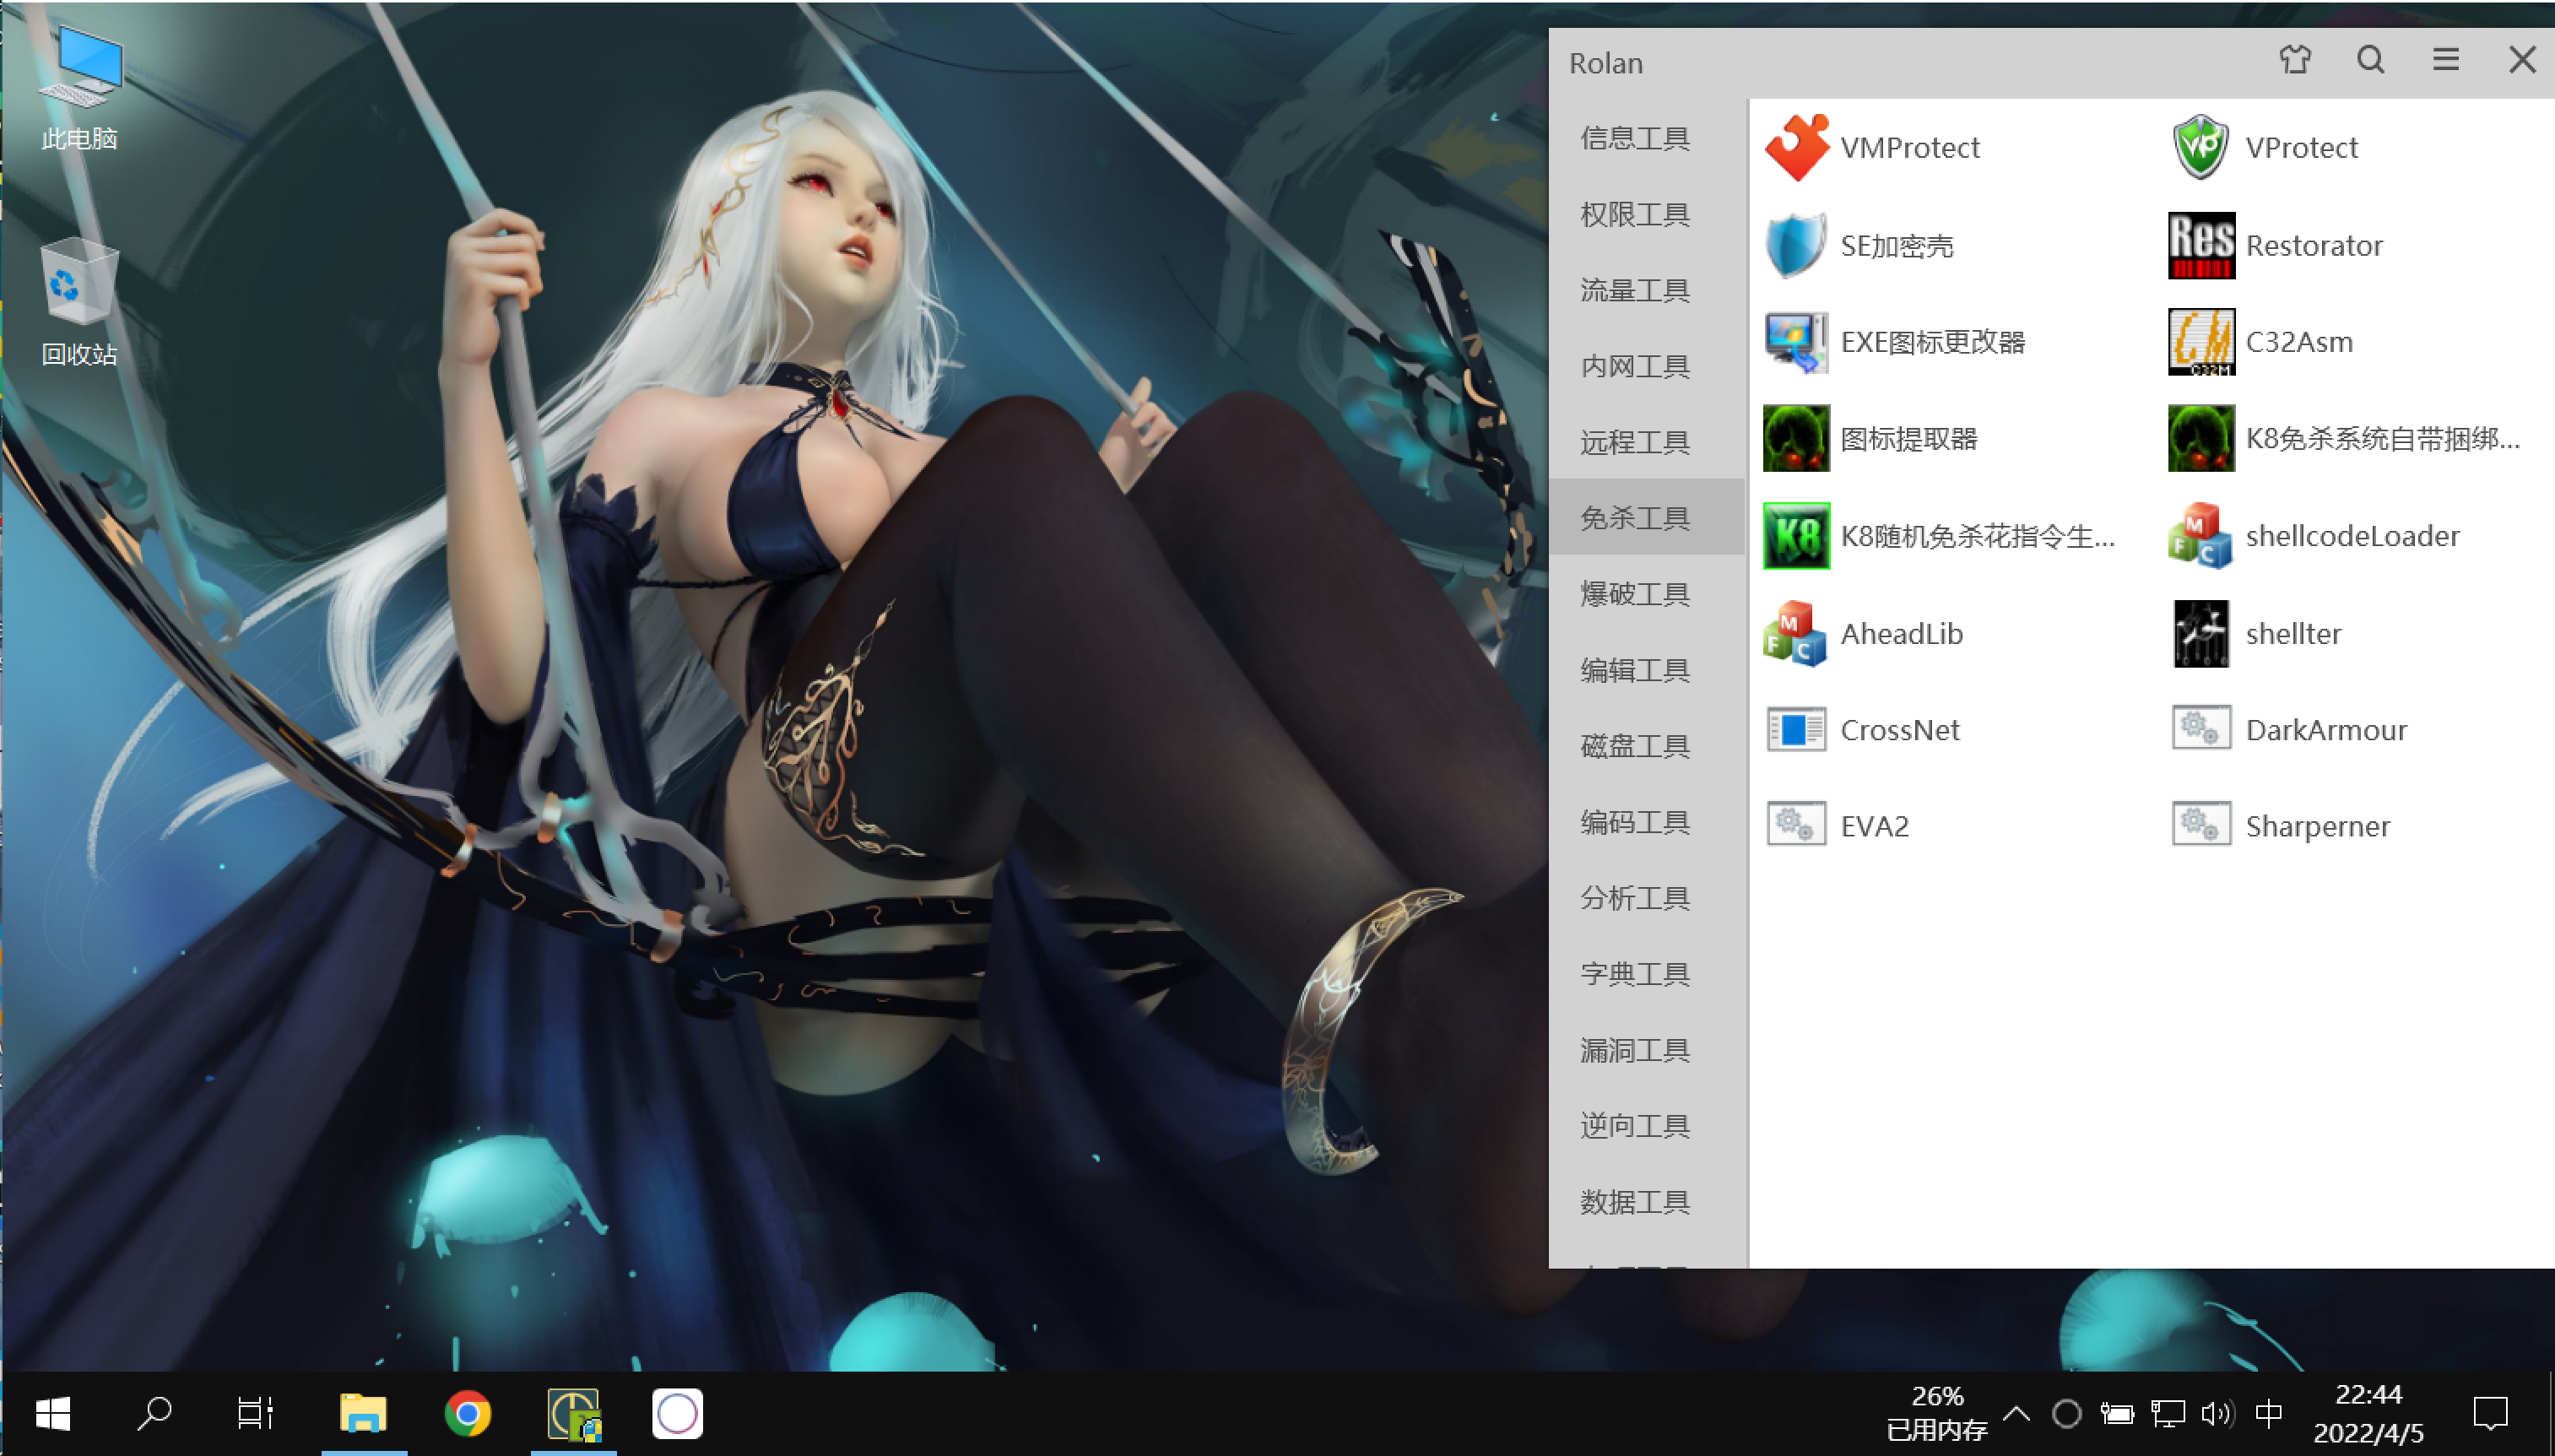 此电脑
回收站
Rolan
信息工具
权限工具
流量工具
内网工具
远程工具
免杀工具
爆破工具
编辑工具
磁盘工具
编码工具
分析工具
字典工具
漏洞工具
逆向工具
数据工具
VMProtect
VProtect
SE加密壳
Res
Restorator
EXE图标更改器
C32Asm
图标提取器
K8免杀系统自带捆绑...
K8
K8随机免杀花指令生...
MFC
shellcodeLoader
MFC
AheadLib
shellter
CrossNet
DarkArmour
EVA2
Sharperner
26%
已用内存
中
22:44
2022/4/5